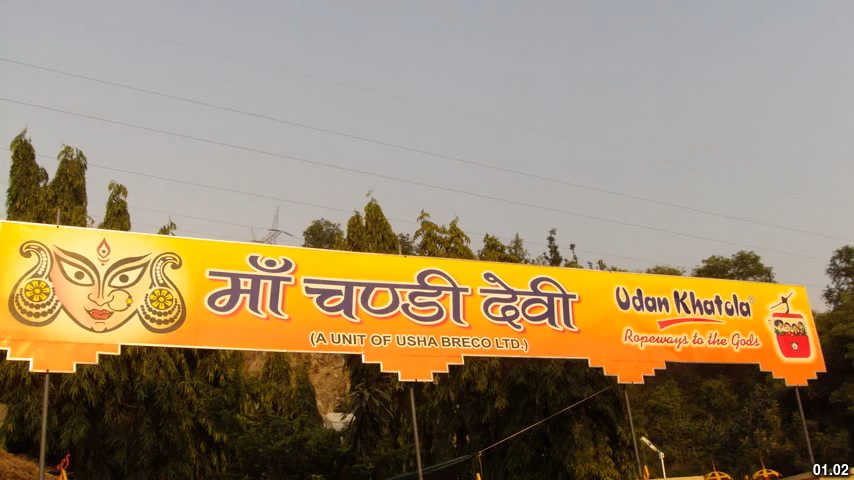 माँ चण्डी देवी
(A UNIT OF USHA BRECO LTD.)
Udan Khatola®
Ropeways to the Gods
01.02